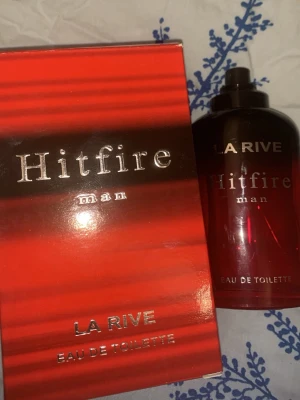 Hitfire
man
LA RIVE
EAU DE TOILETTE
LA RIVE
Hitfire
man
EAU DE TOILETTE